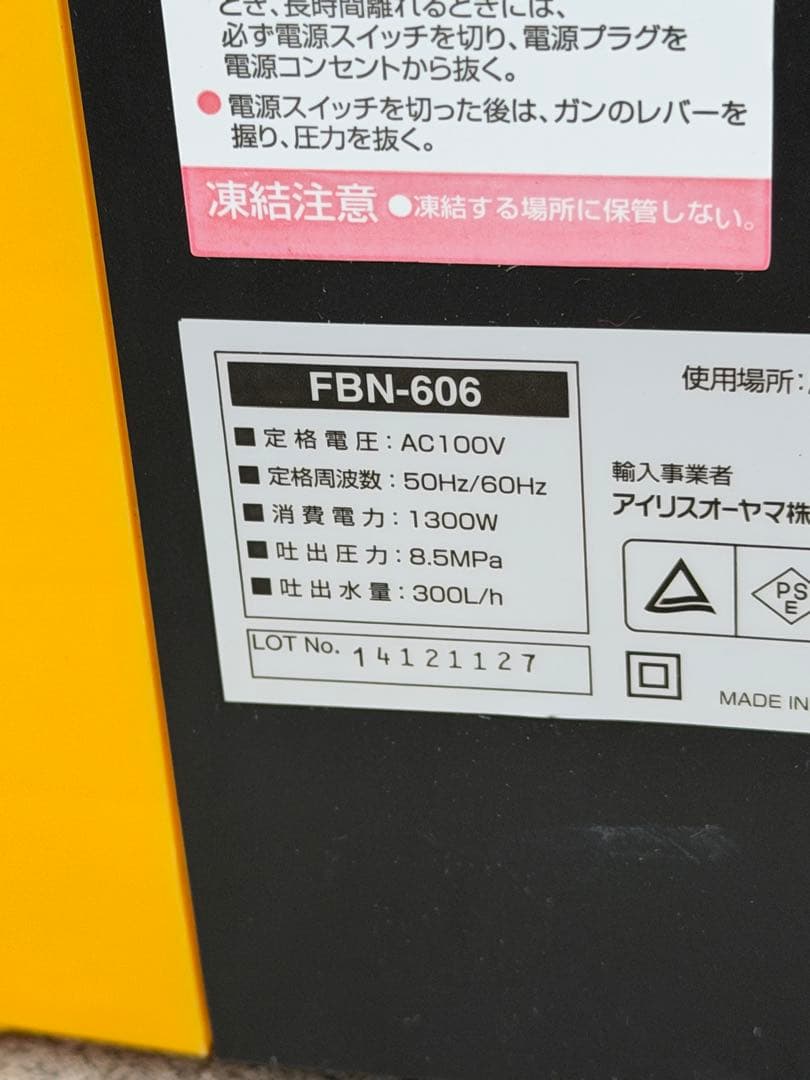 とき、長時間離れるときには、
必ず電源スイッチを切り、電源プラグを
電源コンセントから抜く。
●電源スイッチを切った後は、ガンのレバーを
握り、圧力を抜く。
凍結注意 ●凍結する場所に保管しない。
FBN-606
■定格電圧：AC100V
■定格周波数：50Hz/60Hz
■消費電力：1300W
■吐出圧力：8.5MPa
■吐出水量：300L/h
LOT No. 14121127
使用場所：
輸入事業者
アイリスオーヤマ株
PS
E
MADE IN